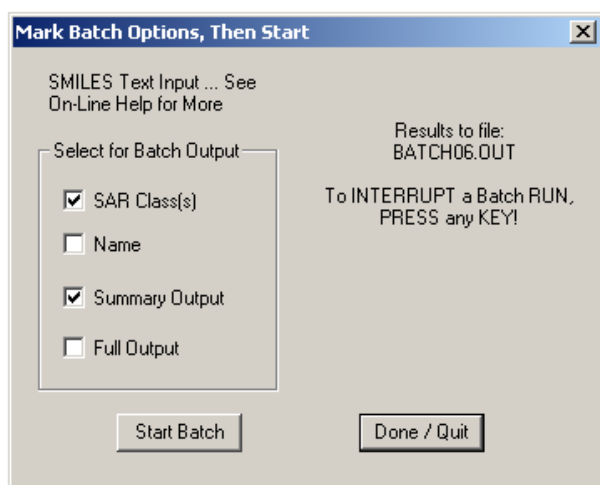 Mark Batch Options, Then Start
SMILES Text Input ... See
On-Line Help for More
Select for Batch Output
SAR Class(s)
Name
Summary Output
Full Output
Results to file:
BATCH06.OUT
To INTERRUPT a Batch RUN,
PRESS any KEY!
Start Batch
Done / Quit